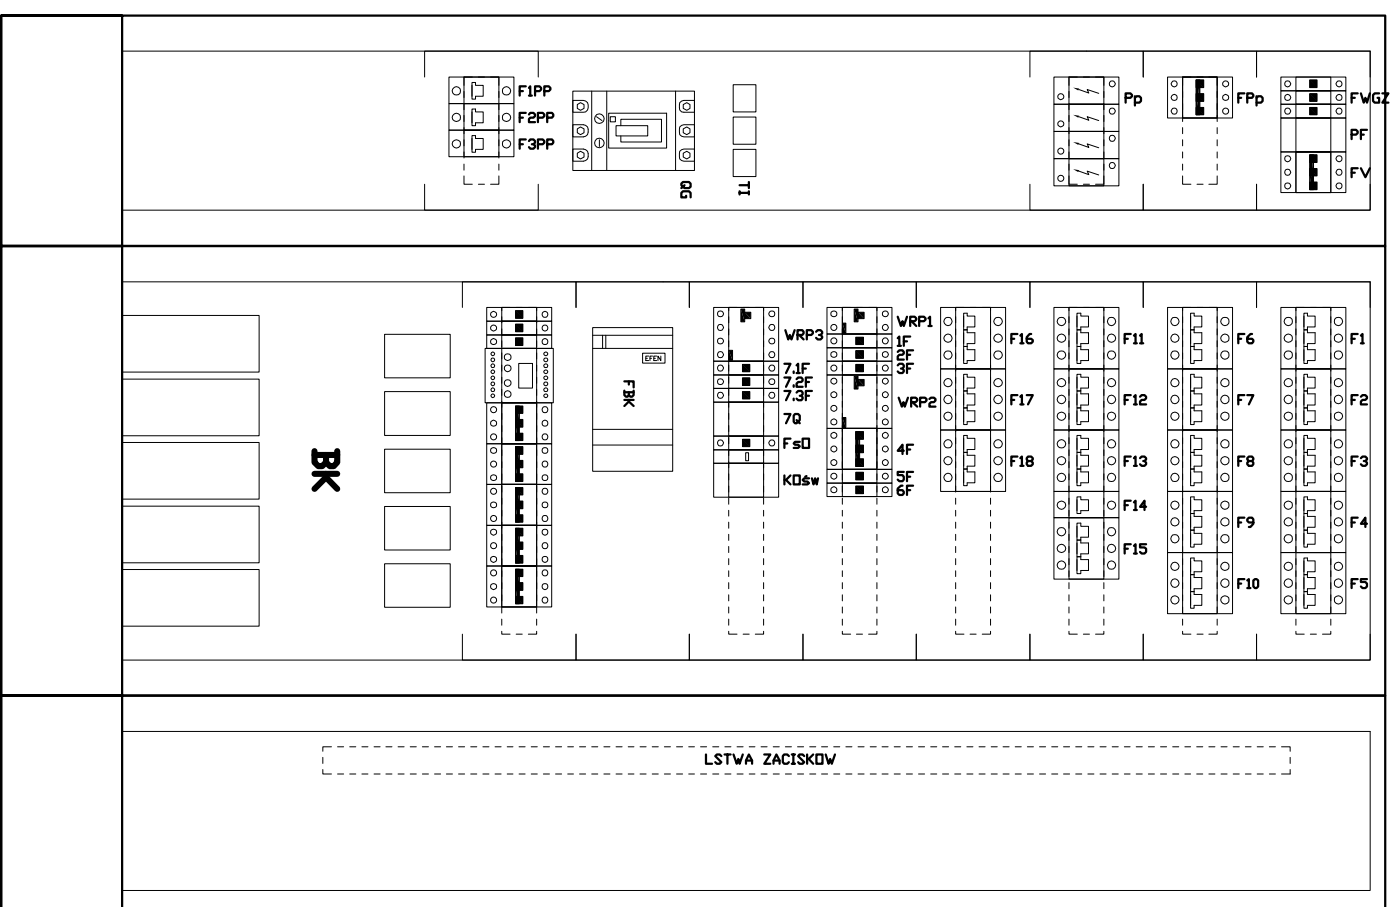 F1PP
F2PP
F3PP
QG
TI
Pp
FPp
FWGZ
PF
FV
BK
EFEN
FBK
WRP3
7.1F
7.2F
7.3F
7Q
FsO
KOśw
WRP1
1F
2F
3F
WRP2
4F
5F
6F
F16
F17
F18
F11
F12
F13
F14
F15
F6
F7
F8
F9
F10
F1
F2
F3
F4
F5
LSTWA ZACISKOW